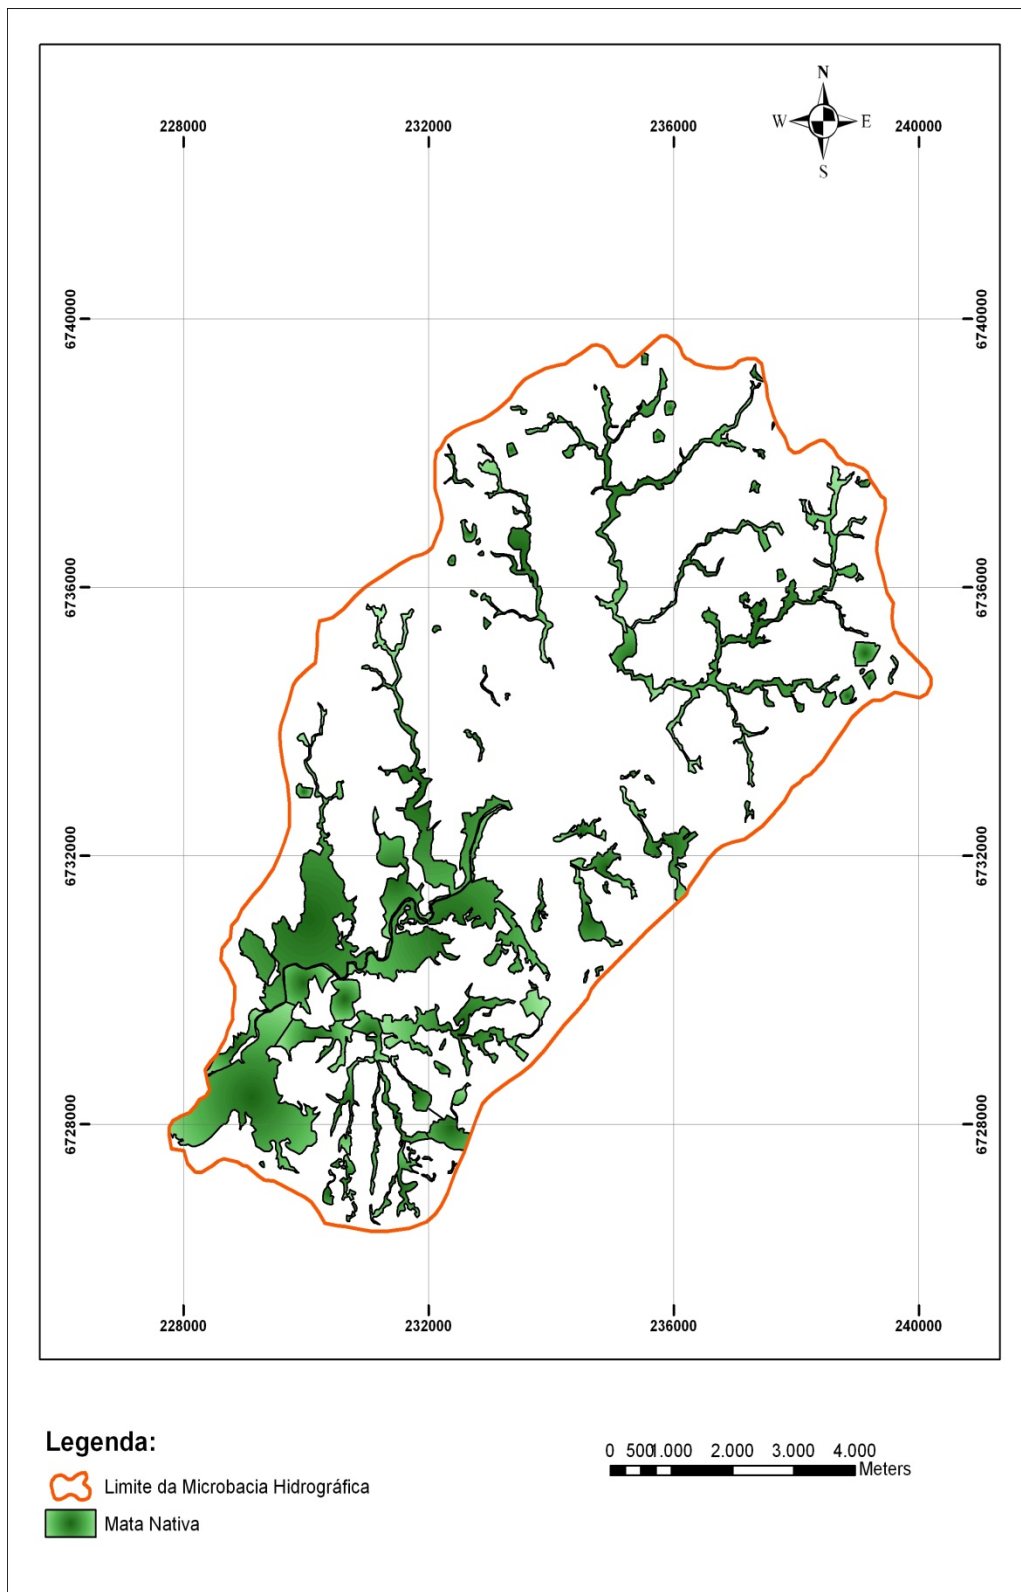 N
W E
S
228000 232000 236000 240000
6740000 6740000
6736000 6736000
6732000 6732000
6728000 6728000
228000 232000 236000 240000
Legenda:
Limite da Microbacia Hidrográfica
Mata Nativa
0 500 1.000 2.000 3.000 4.000
Meters